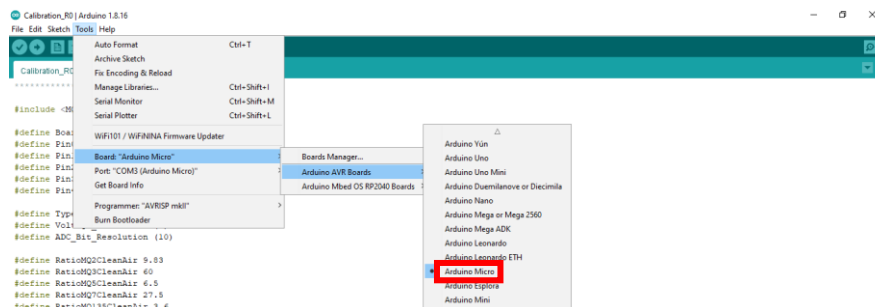 Calibration_R0 | Arduino 1.8.16
File Edit Sketch Tools Help
Calibration_R0
Auto Format Ctrl+T
Archive Sketch
Fix Encoding & Reload
Manage Libraries... Ctrl+Shift+I
Serial Monitor Ctrl+Shift+M
Serial Plotter Ctrl+Shift+L
WiFi101 / WiFiNINA Firmware Updater
Board: "Arduino Micro"
Port: "COM3 (Arduino Micro)"
Get Board Info
Programmer: "AVRISP mkII"
Burn Bootloader
Boards Manager...
Arduino AVR Boards
Arduino Mbed OS RP2040 Boards
Arduino Yún
Arduino Uno
Arduino Uno Mini
Arduino Duemilanove or Diecimila
Arduino Nano
Arduino Mega or Mega 2560
Arduino Mega ADK
Arduino Leonardo
Arduino Leonardo ETH
Arduino Micro
Arduino Esplora
Arduino Mini
#include <M
#define Boa
#define Pin
#define Pin
#define Pin
#define Pin
#define Pin
#define Type
#define Vol
#define ADC_Bit_Resolution (10)
#define RatioMQ2CleanAir 9.83
#define RatioMQ3CleanAir 60
#define RatioMQ5CleanAir 6.5
#define RatioMQ7CleanAir 27.5
#define RatioMQ135CleanAir 3.6